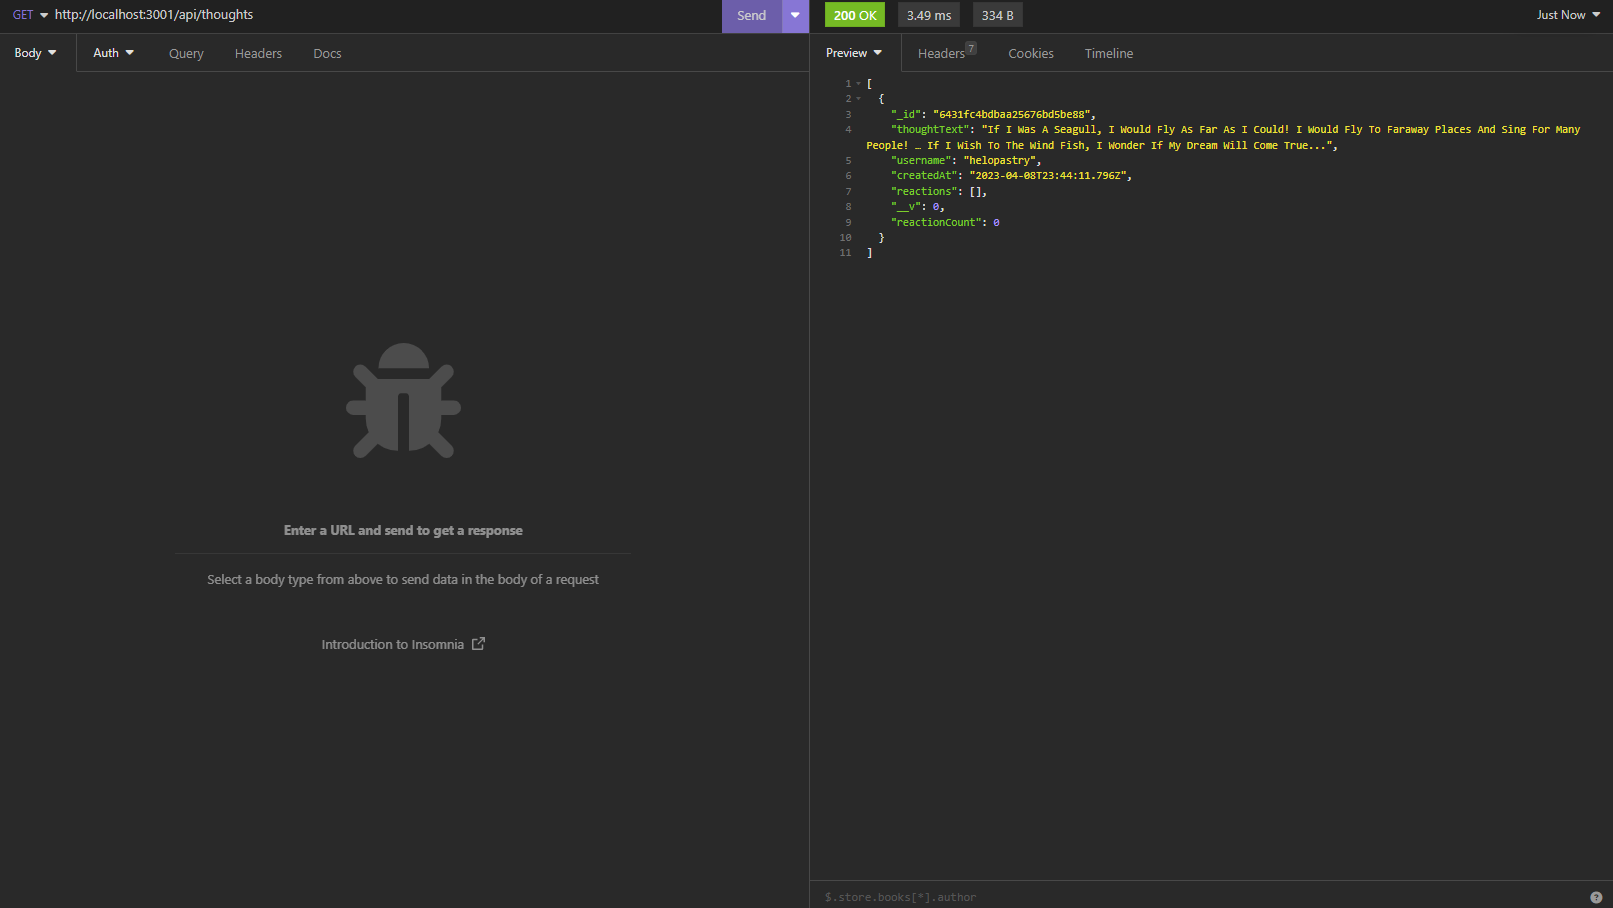 GET http://localhost:3001/api/thoughts Send 200 OK 3.49 ms 334 B Just Now
Body Auth Query Headers Docs Preview Headers 7 Cookies Timeline
1 [
2 {
3 "_id": "6431fc4bdbaa25676bd5be88",
4 "thoughtText": "If I Was A Seagull, I Would Fly As Far As I Could! I Would Fly To Faraway Places And Sing For Many
People! … If I Wish To The Wind Fish, I Wonder If My Dream Will Come True...",
5 "username": "helopastry",
6 "createdAt": "2023-04-08T23:44:11.796Z",
7 "reactions": [],
8 "__v": 0,
9 "reactionCount": 0
10 }
11 ]
Enter a URL and send to get a response
Select a body type from above to send data in the body of a request
Introduction to Insomnia
$.store.books[*].author ?